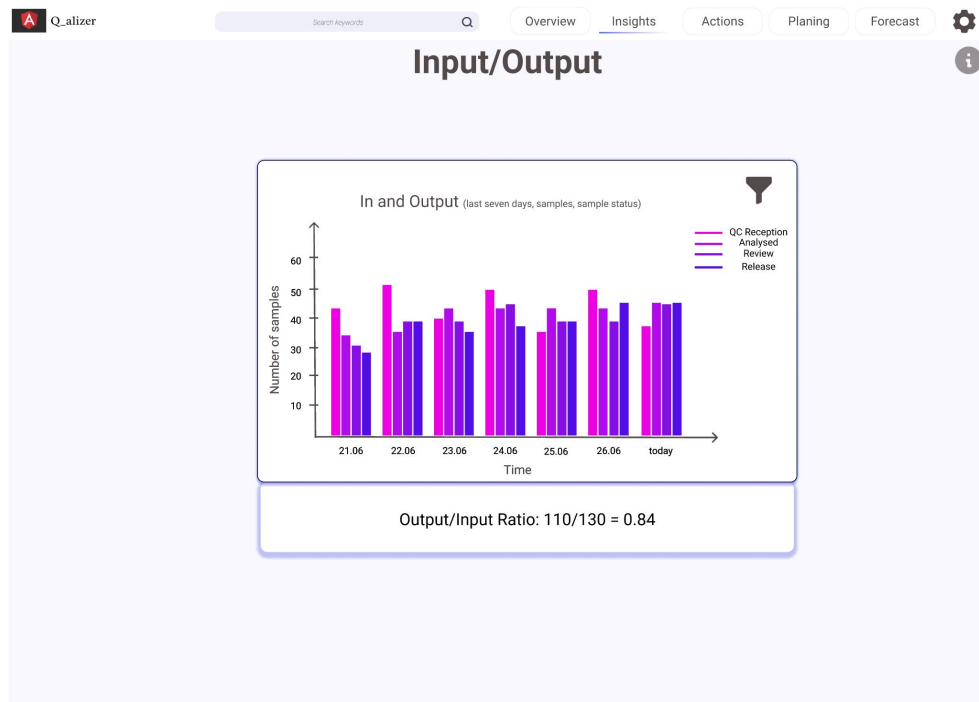 Q_alizer
Search keywords
Overview Insights Actions Planing Forecast
Input/Output
In and Output (last seven days, samples, sample status)
QC Reception
Analysed
Review
Release
Number of samples
60
50
40
30
20
10
21.06 22.06 23.06 24.06 25.06 26.06 today
Time
Output/Input Ratio: 110/130 = 0.84